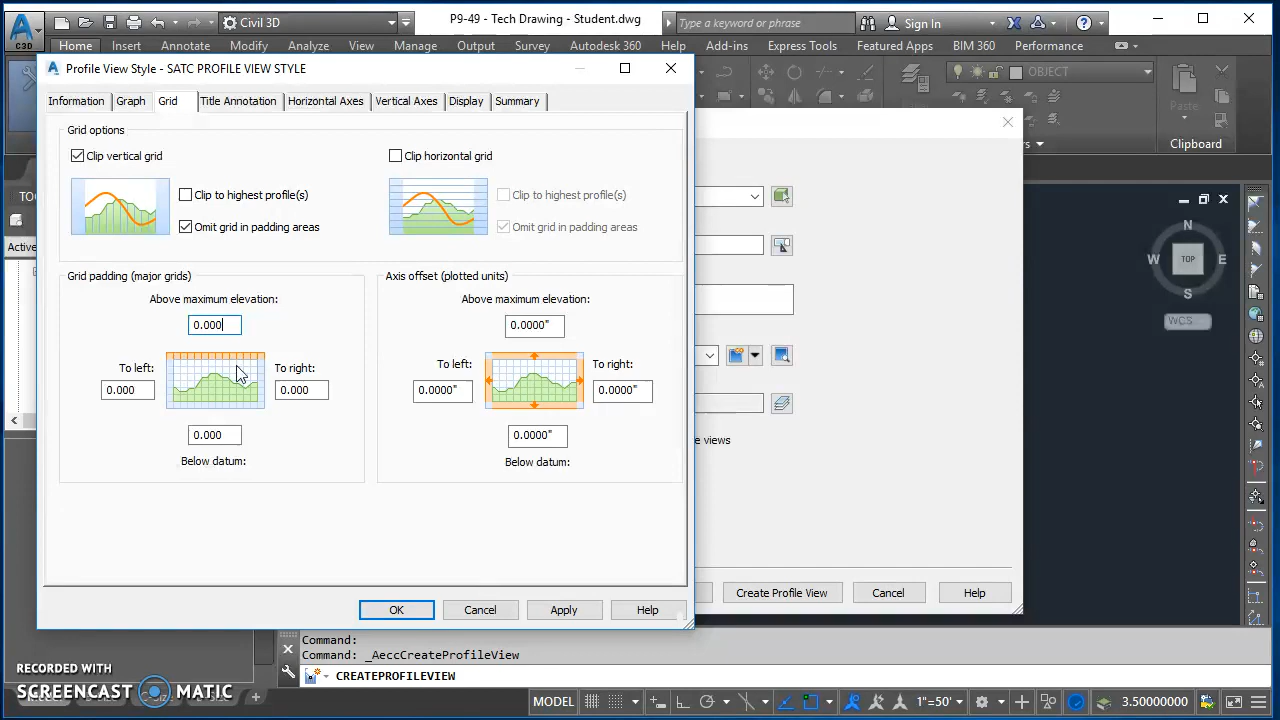 P9-49 - Tech Drawing - Student.dwg
Civil 3D
Type a keyword or phrase
Sign In
C3D
Home Insert Annotate Modify Analyze View Manage Output Survey Autodesk 360 Help Add-ins Express Tools Featured Apps BIM 360 Performance
Profile View Style - SATC PROFILE VIEW STYLE
OBJECT
Paste
Clipboard
Information Graph Grid Title Annotation Horizontal Axes Vertical Axes Display Summary
Grid options
Clip vertical grid
Clip horizontal grid
Clip to highest profile(s)
Clip to highest profile(s)
Omit grid in padding areas
Omit grid in padding areas
Grid padding (major grids)
Axis offset (plotted units)
Above maximum elevation:
Above maximum elevation:
0.000
0.0000"
To left:
To right:
To left:
To right:
0.000
0.000
0.0000"
0.0000"
0.000
0.0000"
Below datum:
Below datum:
OK
Cancel
Apply
Help
TOO
Active
N
W
TOP
E
S
WCS
e views
Create Profile View
Cancel
Help
Command:
Command: _AeccCreateProfileView
CREATEPROFILEVIEW
RECORDED WITH
SCREENCAST MATIC
MODEL
1"=50'
3.50000000